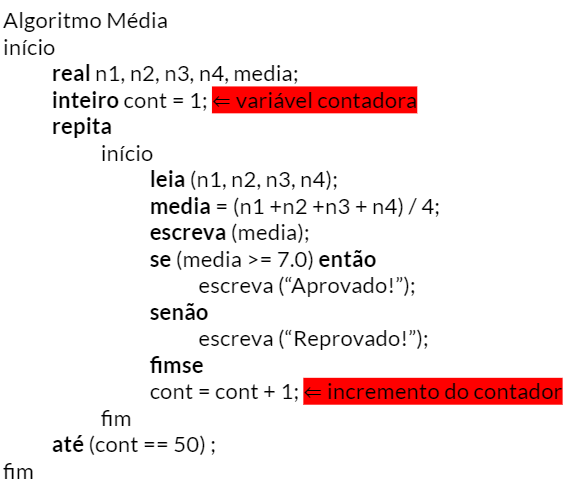 Algoritmo Média
início
real n1, n2, n3, n4, media;
inteiro cont = 1; ⇐ variável contadora
repita
início
leia (n1, n2, n3, n4);
media = (n1 +n2 +n3 + n4) / 4;
escreva (media);
se (media >= 7.0) então
escreva (“Aprovado!”);
senão
escreva (“Reprovado!”);
fimse
cont = cont + 1; ⇐ incremento do contador
fim
até (cont == 50) ;
fim